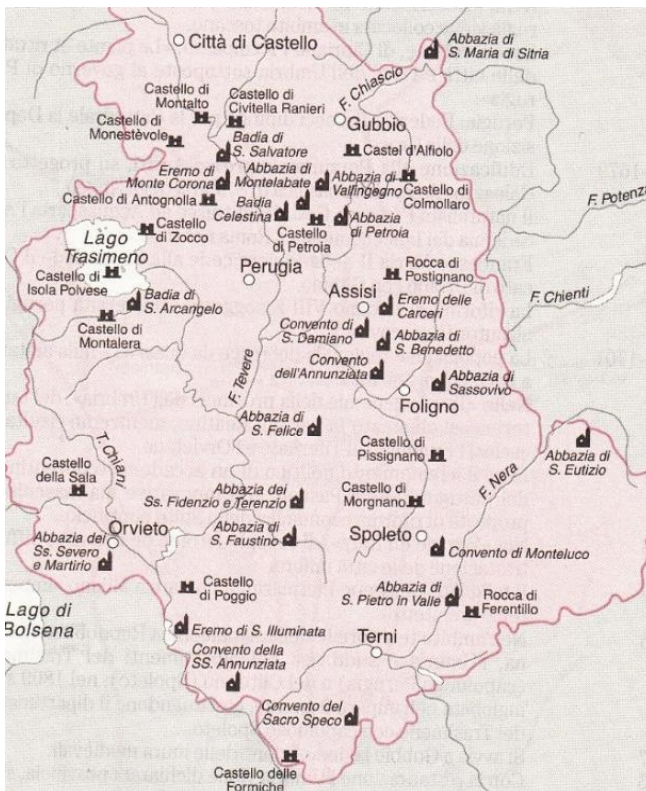 Città di Castello
Abbazia di
S. Maria di Sitria
F. Chiascio
Castello di
Montalto
Castello di
Civitella Ranieri
Gubbio
Castello di
Monestèvole
Badia di
S. Salvatore
Castel d'Alfiolo
Eremo di
Monte Corona
Abbazia di
Montelabate
Abbazia di
Vallingegno
Castello di
Colmollaro
F. Potenza
Castello di Antognolla
Badia
Celestina
Castello
di Petroia
Abbazia
di Petroia
Lago
Trasimeno
Castello
di Zocco
Perugia
Rocca di
Postignano
Castello di
Isola Polvese
Badia di
S. Arcangelo
Assisi
Eremo delle
Carceri
F. Chienti
Castello di
Montalera
Convento di
S. Damiano
Abbazia di
S. Benedetto
F. Tevere
Convento
dell'Annunziata
Abbazia di
Sassovivo
Foligno
Abbazia di
S. Felice
T. Chiani
Castello di
Pissignano
Abbazia di
S. Eutizio
Castello
della Sala
F. Nera
Abbazia dei
Ss. Fidenzio e Terenzio
Castello di
Morgnano
Orvieto
Abbazia di
S. Faustino
Spoleto
Abbazia dei
Ss. Severo
e Martirio
Convento di Monteluco
Castello
di Poggio
Abbazia di
S. Pietro in Valle
Rocca di
Ferentillo
Lago di
Bolsena
Eremo di S. Illuminata
Terni
Convento della
SS. Annunziata
Convento del
Sacro Speco
Castello delle
Formiche